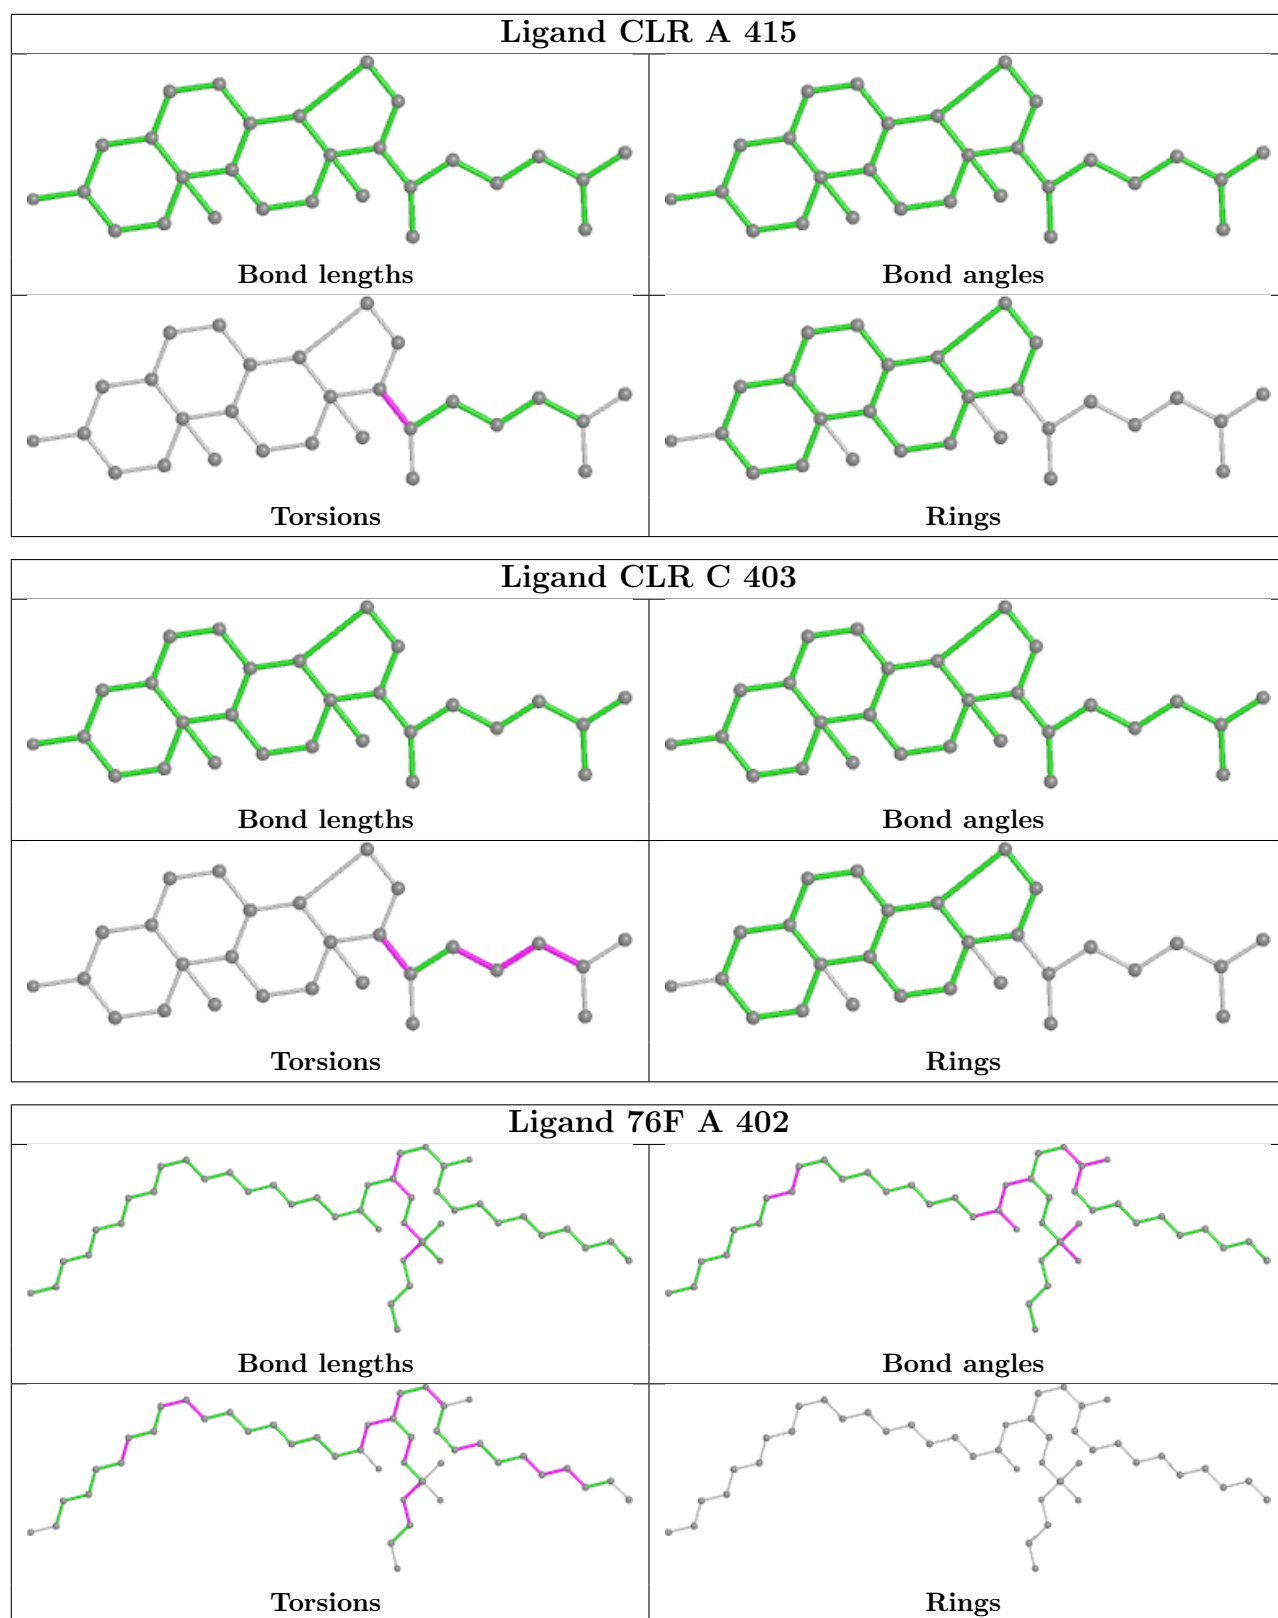 Ligand CLR A 415
Bond lengths
Bond angles
Torsions
Rings
Ligand CLR C 403
Bond lengths
Bond angles
Torsions
Rings
Ligand 76F A 402
Bond lengths
Bond angles
Torsions
Rings